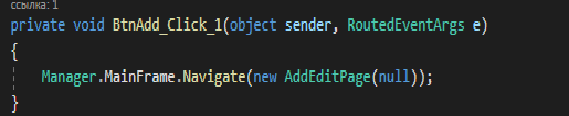 ссылка: 1
private void BtnAdd_Click_1(object sender, RoutedEventArgs e)
{
Manager.MainFrame.Navigate(new AddEditPage(null));
}